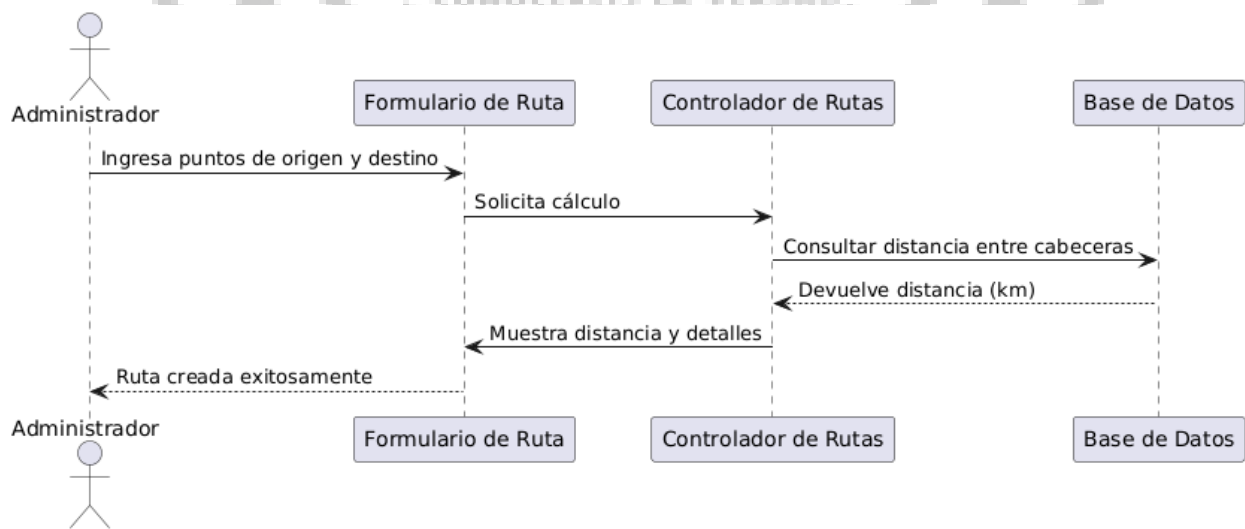 Administrador
Formulario de Ruta
Controlador de Rutas
Base de Datos
Ingresa puntos de origen y destino
Solicita cálculo
Consultar distancia entre cabeceras
Devuelve distancia (km)
Muestra distancia y detalles
Ruta creada exitosamente
Administrador
Formulario de Ruta
Controlador de Rutas
Base de Datos